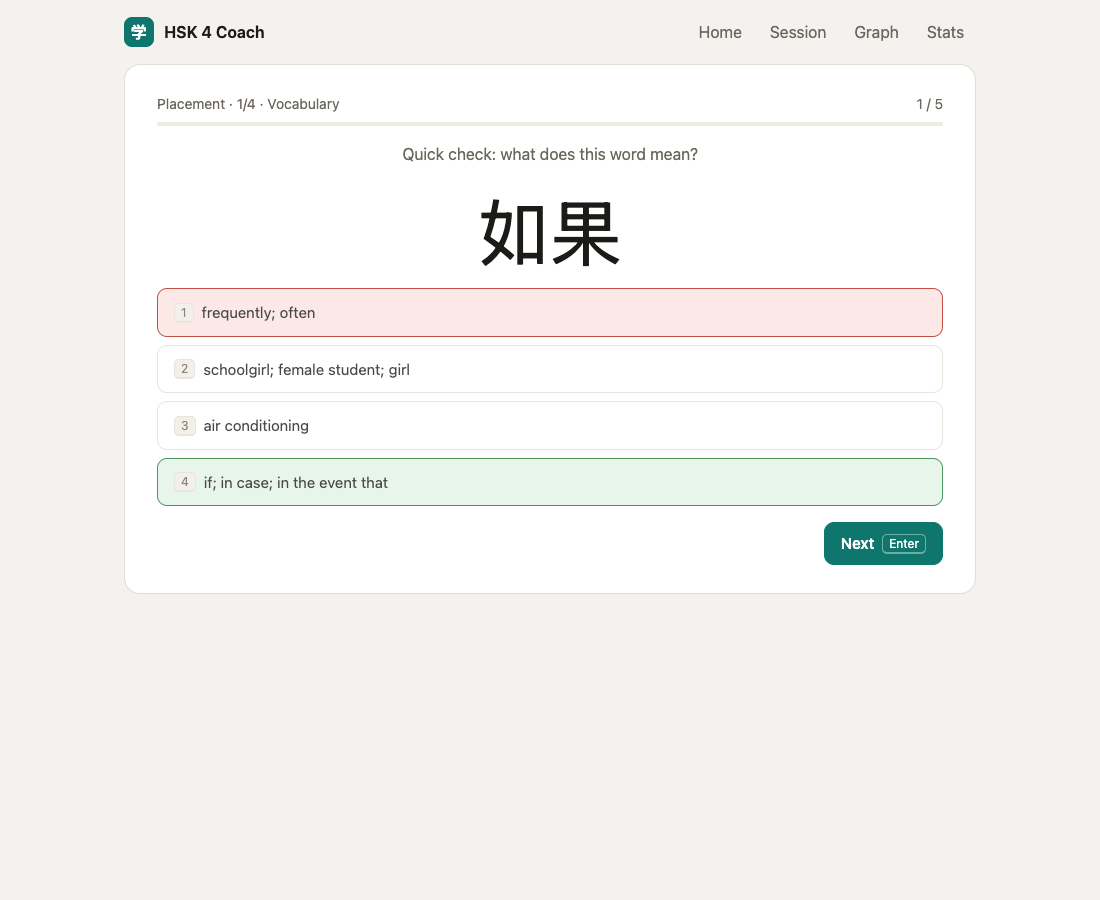 学 HSK 4 Coach Home Session Graph Stats
Placement · 1/4 · Vocabulary 1 / 5
Quick check: what does this word mean?
如果
1 frequently; often
2 schoolgirl; female student; girl
3 air conditioning
4 if; in case; in the event that
Next Enter